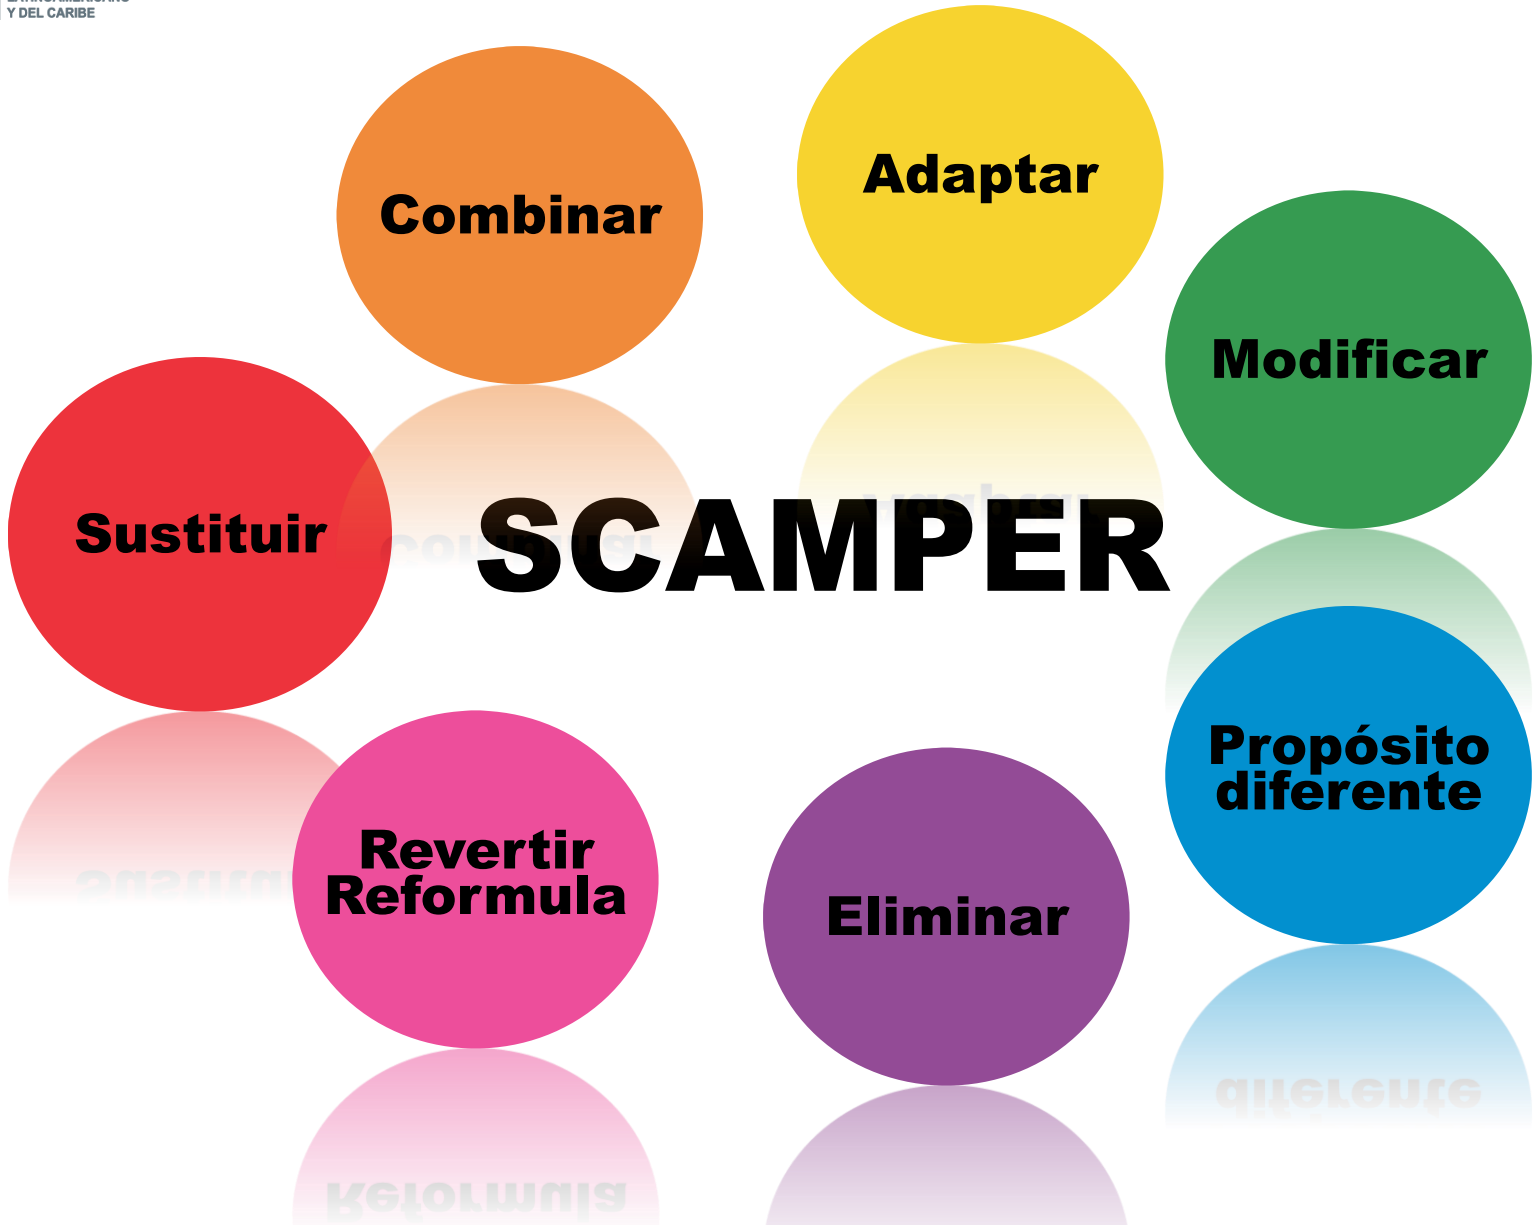 Y DEL CARIBE
Combinar
Adaptar
Modificar
Sustituir
SCAMPER
Propósito
diferente
Revertir
Reformula
Eliminar